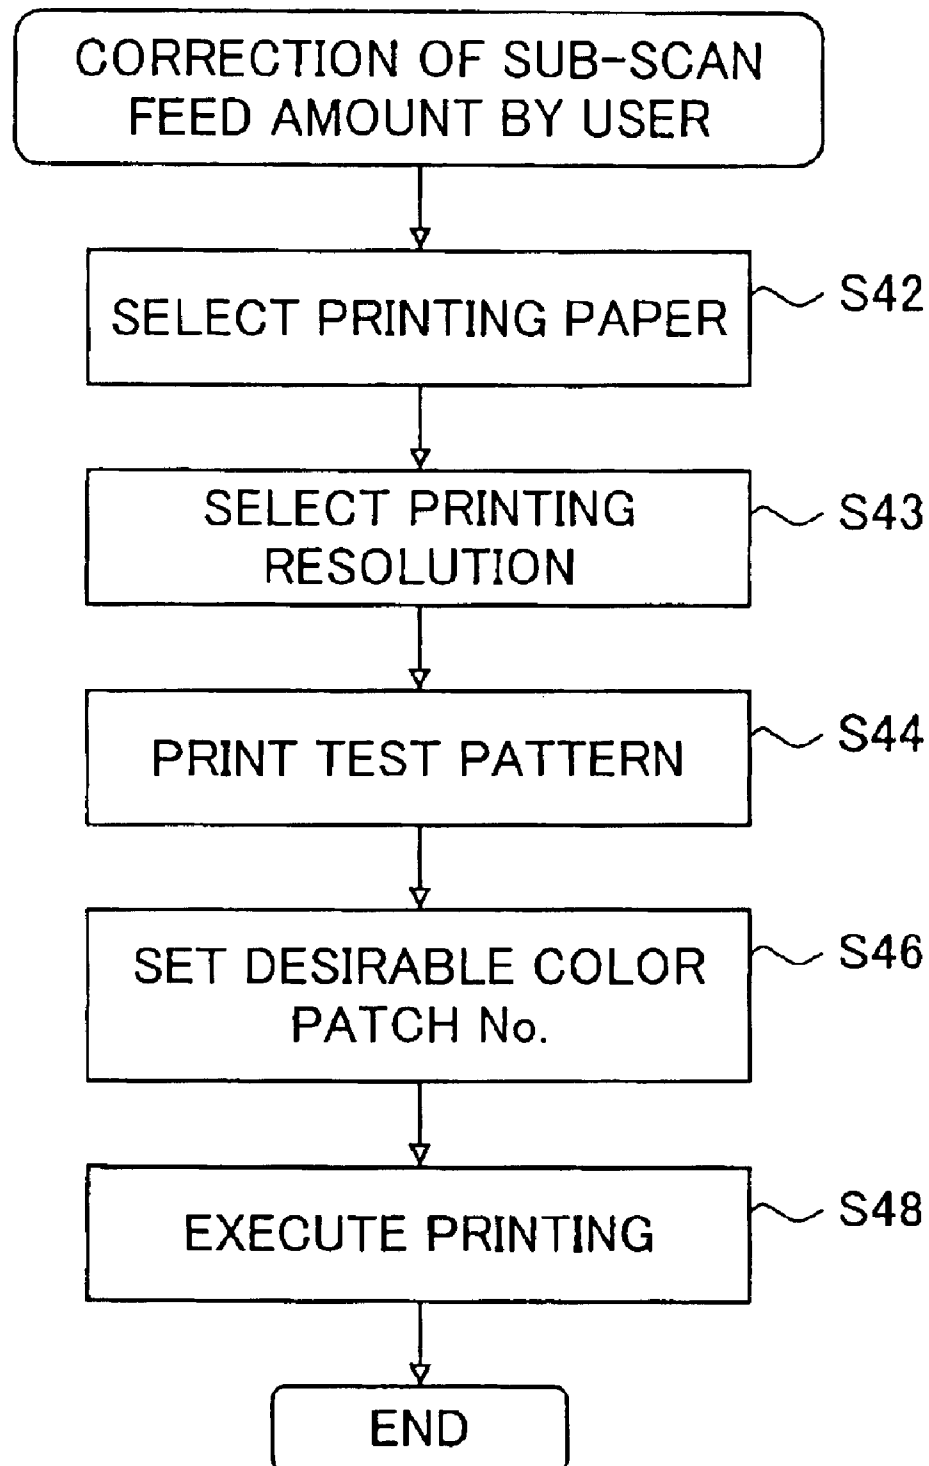 CORRECTION OF SUB-SCAN
FEED AMOUNT BY USER
SELECT PRINTING PAPER
S42
SELECT PRINTING
RESOLUTION
S43
PRINT TEST PATTERN
S44
SET DESIRABLE COLOR
PATCH No.
S46
EXECUTE PRINTING
S48
END